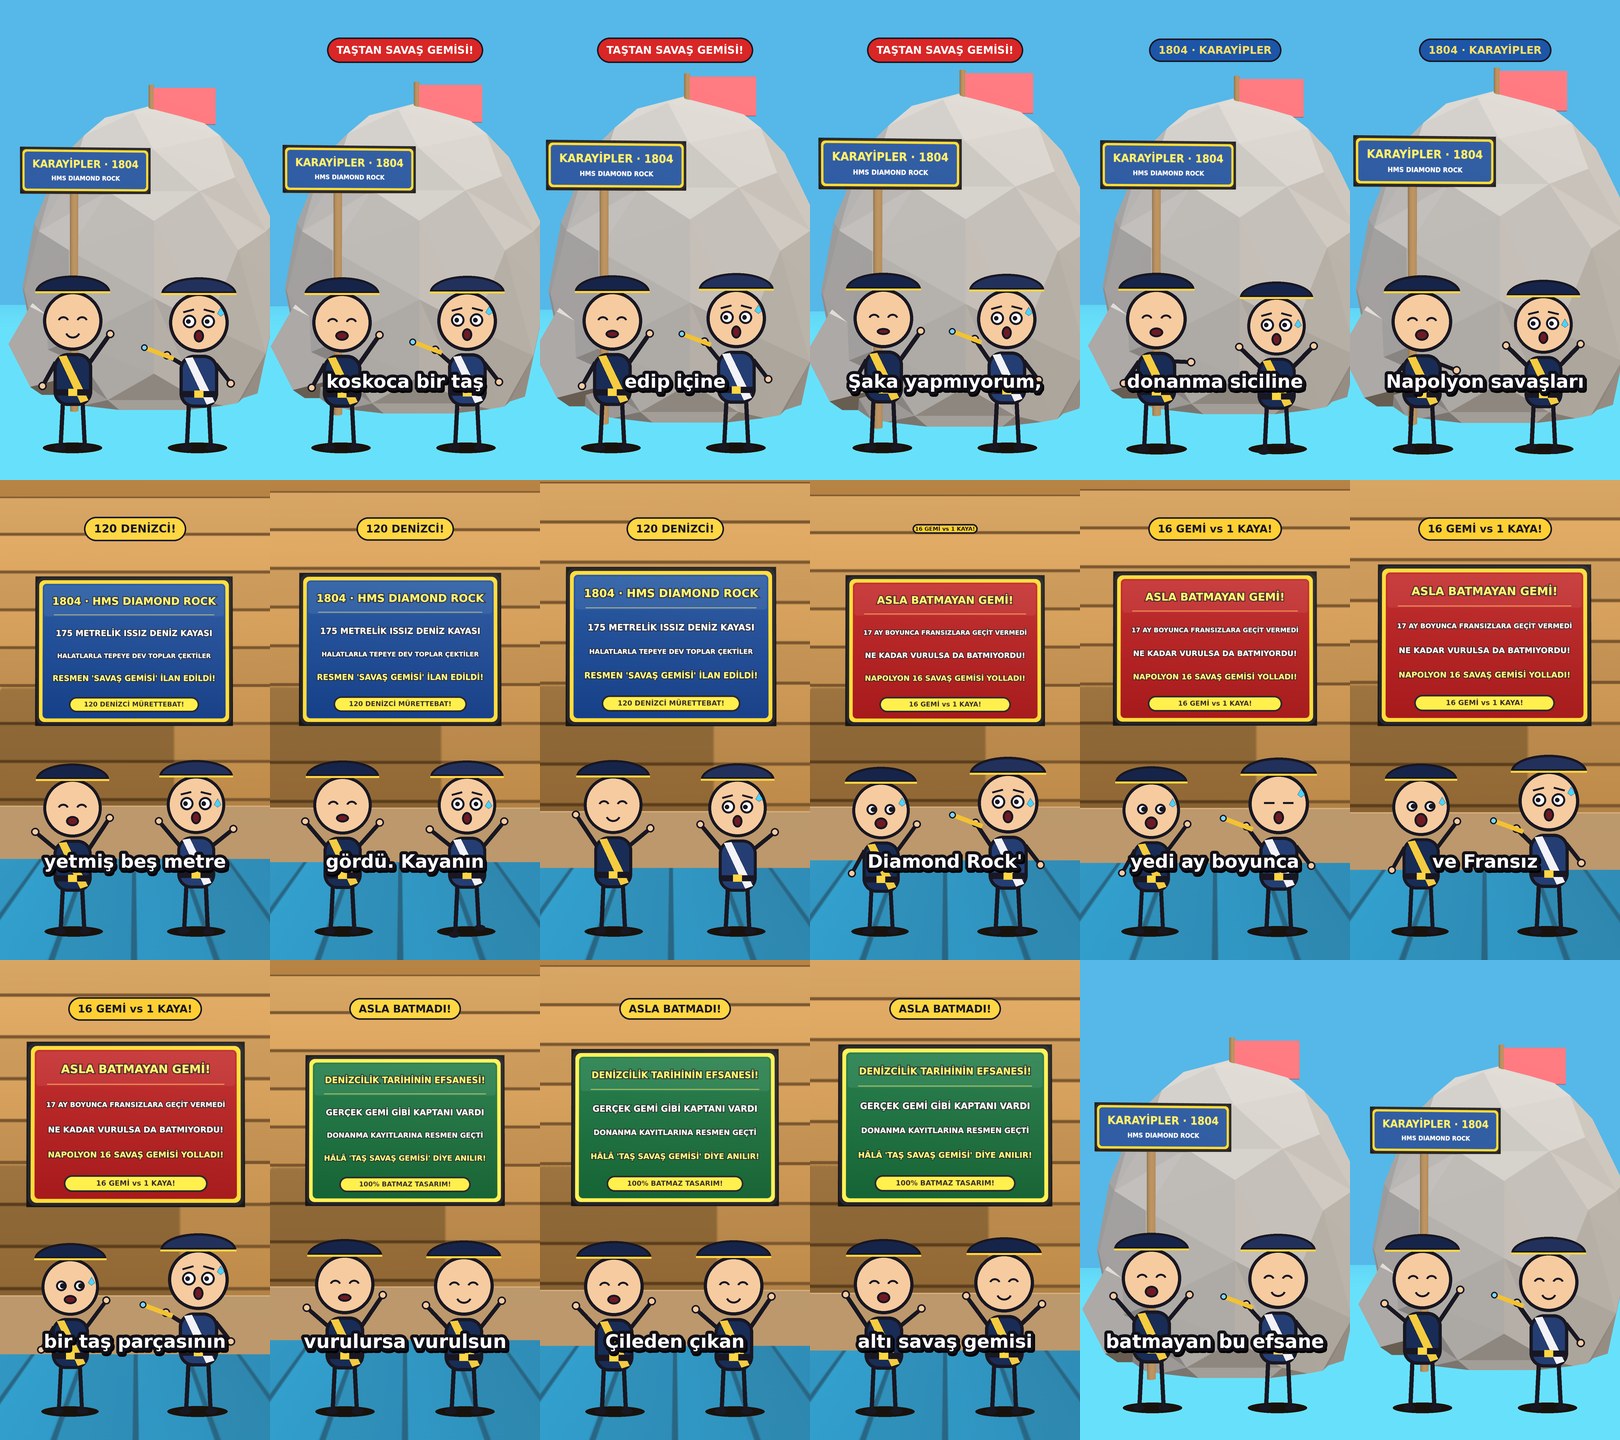 KARAYİPLER · 1804
HMS DIAMOND ROCK
TAŞTAN SAVAŞ GEMİSİ!
KARAYİPLER · 1804
HMS DIAMOND ROCK
koskoca bir taş
TAŞTAN SAVAŞ GEMİSİ!
KARAYİPLER · 1804
HMS DIAMOND ROCK
edip içine
TAŞTAN SAVAŞ GEMİSİ!
KARAYİPLER · 1804
HMS DIAMOND ROCK
Şaka yapmıyorum,
1804 · KARAYİPLER
KARAYİPLER · 1804
HMS DIAMOND ROCK
donanma siciline
1804 · KARAYİPLER
KARAYİPLER · 1804
HMS DIAMOND ROCK
Napolyon savaşları
120 DENİZCİ!
1804 · HMS DIAMOND ROCK
175 METRELİK ISSIZ DENİZ KAYASI
HALATLARLA TEPEYE DEV TOPLAR ÇEKTİLER
RESMEN 'SAVAŞ GEMİSİ' İLAN EDİLDİ!
120 DENİZCİ MÜRETTEBAT!
yetmiş beş metre
120 DENİZCİ!
1804 · HMS DIAMOND ROCK
175 METRELİK ISSIZ DENİZ KAYASI
HALATLARLA TEPEYE DEV TOPLAR ÇEKTİLER
RESMEN 'SAVAŞ GEMİSİ' İLAN EDİLDİ!
120 DENİZCİ MÜRETTEBAT!
gördü. Kayanın
120 DENİZCİ!
1804 · HMS DIAMOND ROCK
175 METRELİK ISSIZ DENİZ KAYASI
HALATLARLA TEPEYE DEV TOPLAR ÇEKTİLER
RESMEN 'SAVAŞ GEMİSİ' İLAN EDİLDİ!
120 DENİZCİ MÜRETTEBAT!
16 GEMİ vs 1 KAYA!
ASLA BATMAYAN GEMİ!
17 AY BOYUNCA FRANSIZLARA GEÇİT VERMEDİ
NE KADAR VURULSA DA BATMIYORDU!
NAPOLYON 16 SAVAŞ GEMİSİ YOLLADI!
16 GEMİ vs 1 KAYA!
Diamond Rock'
16 GEMİ vs 1 KAYA!
ASLA BATMAYAN GEMİ!
17 AY BOYUNCA FRANSIZLARA GEÇİT VERMEDİ
NE KADAR VURULSA DA BATMIYORDU!
NAPOLYON 16 SAVAŞ GEMİSİ YOLLADI!
16 GEMİ vs 1 KAYA!
yedi ay boyunca
16 GEMİ vs 1 KAYA!
ASLA BATMAYAN GEMİ!
17 AY BOYUNCA FRANSIZLARA GEÇİT VERMEDİ
NE KADAR VURULSA DA BATMIYORDU!
NAPOLYON 16 SAVAŞ GEMİSİ YOLLADI!
16 GEMİ vs 1 KAYA!
ve Fransız
16 GEMİ vs 1 KAYA!
ASLA BATMAYAN GEMİ!
17 AY BOYUNCA FRANSIZLARA GEÇİT VERMEDİ
NE KADAR VURULSA DA BATMIYORDU!
NAPOLYON 16 SAVAŞ GEMİSİ YOLLADI!
16 GEMİ vs 1 KAYA!
bir taş parçasının
ASLA BATMADI!
DENİZCİLİK TARİHİNİN EFSANESİ!
GERÇEK GEMİ GİBİ KAPTANI VARDI
DONANMA KAYITLARINA RESMEN GEÇTİ
HÂLÂ 'TAŞ SAVAŞ GEMİSİ' DİYE ANILIR!
100% BATMAZ TASARIM!
vurulursa vurulsun
ASLA BATMADI!
DENİZCİLİK TARİHİNİN EFSANESİ!
GERÇEK GEMİ GİBİ KAPTANI VARDI
DONANMA KAYITLARINA RESMEN GEÇTİ
HÂLÂ 'TAŞ SAVAŞ GEMİSİ' DİYE ANILIR!
100% BATMAZ TASARIM!
Çileden çıkan
ASLA BATMADI!
DENİZCİLİK TARİHİNİN EFSANESİ!
GERÇEK GEMİ GİBİ KAPTANI VARDI
DONANMA KAYITLARINA RESMEN GEÇTİ
HÂLÂ 'TAŞ SAVAŞ GEMİSİ' DİYE ANILIR!
100% BATMAZ TASARIM!
altı savaş gemisi
KARAYİPLER · 1804
HMS DIAMOND ROCK
batmayan bu efsane
KARAYİPLER · 1804
HMS DIAMOND ROCK